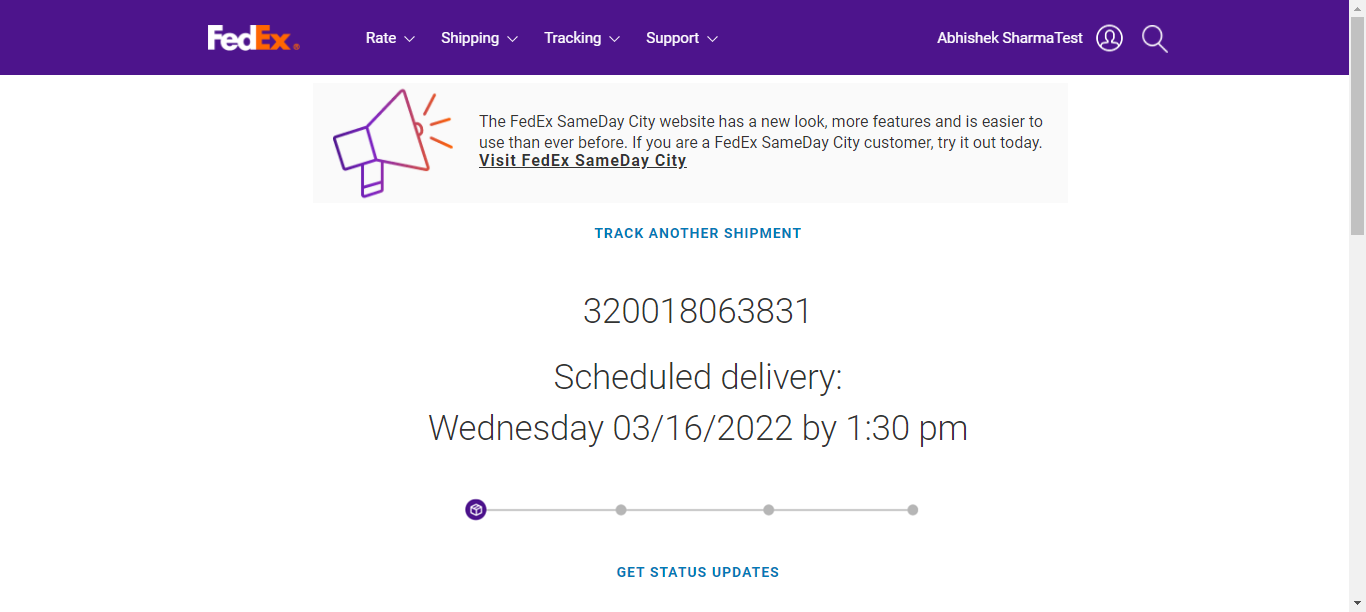 FedEx®
Rate Shipping Tracking Support Abhishek SharmaTest
The FedEx SameDay City website has a new look, more features and is easier to
use than ever before. If you are a FedEx SameDay City customer, try it out today.
Visit FedEx SameDay City
TRACK ANOTHER SHIPMENT
320018063831
Scheduled delivery:
Wednesday 03/16/2022 by 1:30 pm
GET STATUS UPDATES